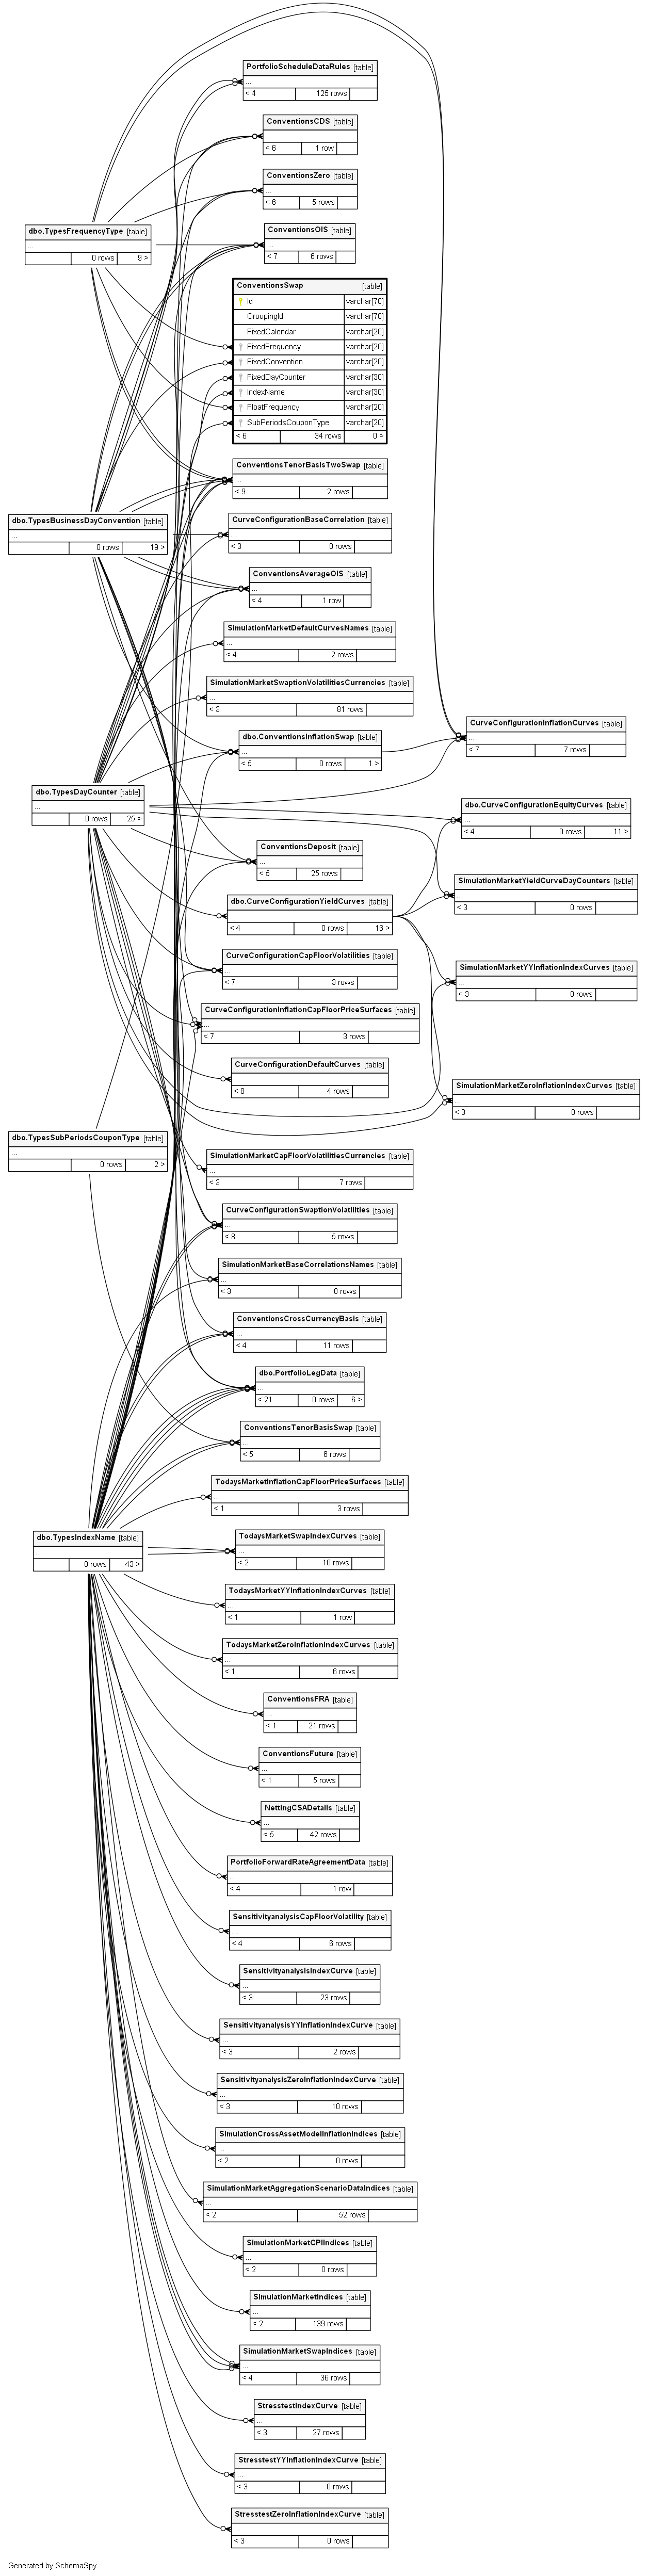 PortfolioScheduleDataRules [table]
...
< 4 125 rows
ConventionsCDS [table]
...
< 6 1 row
ConventionsZero [table]
...
< 6 5 rows
dbo.TypesFrequencyType [table]
...
0 rows 9 >
ConventionsOIS [table]
...
< 7 6 rows
ConventionsSwap [table]
Id varchar[70]
GroupingId varchar[70]
FixedCalendar varchar[20]
FixedFrequency varchar[20]
FixedConvention varchar[20]
FixedDayCounter varchar[30]
IndexName varchar[30]
FloatFrequency varchar[20]
SubPeriodsCouponType varchar[20]
< 6 34 rows 0 >
ConventionsTenorBasisTwoSwap [table]
...
< 9 2 rows
dbo.TypesBusinessDayConvention [table]
...
0 rows 19 >
CurveConfigurationBaseCorrelation [table]
...
< 3 0 rows
ConventionsAverageOIS [table]
...
< 4 1 row
SimulationMarketDefaultCurvesNames [table]
...
< 4 2 rows
SimulationMarketSwaptionVolatilitiesCurrencies [table]
...
< 3 81 rows
CurveConfigurationInflationCurves [table]
...
< 7 7 rows
dbo.ConventionsInflationSwap [table]
...
< 5 0 rows 1 >
dbo.TypesDayCounter [table]
...
0 rows 25 >
dbo.CurveConfigurationEquityCurves [table]
...
< 4 0 rows 11 >
ConventionsDeposit [table]
...
< 5 25 rows
SimulationMarketYieldCurveDayCounters [table]
...
< 3 0 rows
dbo.CurveConfigurationYieldCurves [table]
...
< 4 0 rows 16 >
CurveConfigurationCapFloorVolatilities [table]
...
< 7 3 rows
SimulationMarketYYInflationIndexCurves [table]
...
< 3 0 rows
CurveConfigurationInflationCapFloorPriceSurfaces [table]
...
< 7 3 rows
CurveConfigurationDefaultCurves [table]
...
< 8 4 rows
SimulationMarketZeroInflationIndexCurves [table]
...
< 3 0 rows
dbo.TypesSubPeriodsCouponType [table]
...
0 rows 2 >
SimulationMarketCapFloorVolatilitiesCurrencies [table]
...
< 3 7 rows
CurveConfigurationSwaptionVolatilities [table]
...
< 8 5 rows
SimulationMarketBaseCorrelationsNames [table]
...
< 3 0 rows
ConventionsCrossCurrencyBasis [table]
...
< 4 11 rows
dbo.PortfolioLegData [table]
...
< 21 0 rows 6 >
ConventionsTenorBasisSwap [table]
...
< 5 6 rows
TodaysMarketInflationCapFloorPriceSurfaces [table]
...
< 1 3 rows
dbo.TypesIndexName [table]
...
0 rows 43 >
TodaysMarketSwapIndexCurves [table]
...
< 2 10 rows
TodaysMarketYYInflationIndexCurves [table]
...
< 1 1 row
TodaysMarketZeroInflationIndexCurves [table]
...
< 1 6 rows
ConventionsFRA [table]
...
< 1 21 rows
ConventionsFuture [table]
...
< 1 5 rows
NettingCSADetails [table]
...
< 5 42 rows
PortfolioForwardRateAgreementData [table]
...
< 4 1 row
SensitivityanalysisCapFloorVolatility [table]
...
< 4 6 rows
SensitivityanalysisIndexCurve [table]
...
< 3 23 rows
SensitivityanalysisYYInflationIndexCurve [table]
...
< 3 2 rows
SensitivityanalysisZeroInflationIndexCurve [table]
...
< 3 10 rows
SimulationCrossAssetModelInflationIndices [table]
...
< 2 0 rows
SimulationMarketAggregationScenarioDataIndices [table]
...
< 2 52 rows
SimulationMarketCPIIndices [table]
...
< 2 0 rows
SimulationMarketIndices [table]
...
< 2 139 rows
SimulationMarketSwapIndices [table]
...
< 4 36 rows
StresstestIndexCurve [table]
...
< 3 27 rows
StresstestYYInflationIndexCurve [table]
...
< 3 0 rows
StresstestZeroInflationIndexCurve [table]
...
< 3 0 rows
Generated by SchemaSpy